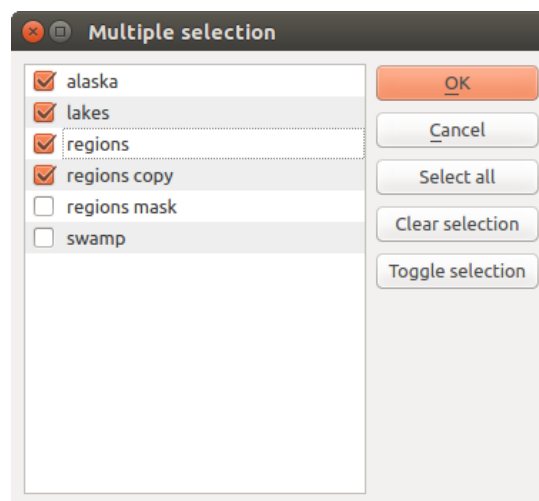 Multiple selection
alaska
lakes
regions
regions copy
regions mask
swamp
OK
Cancel
Select all
Clear selection
Toggle selection